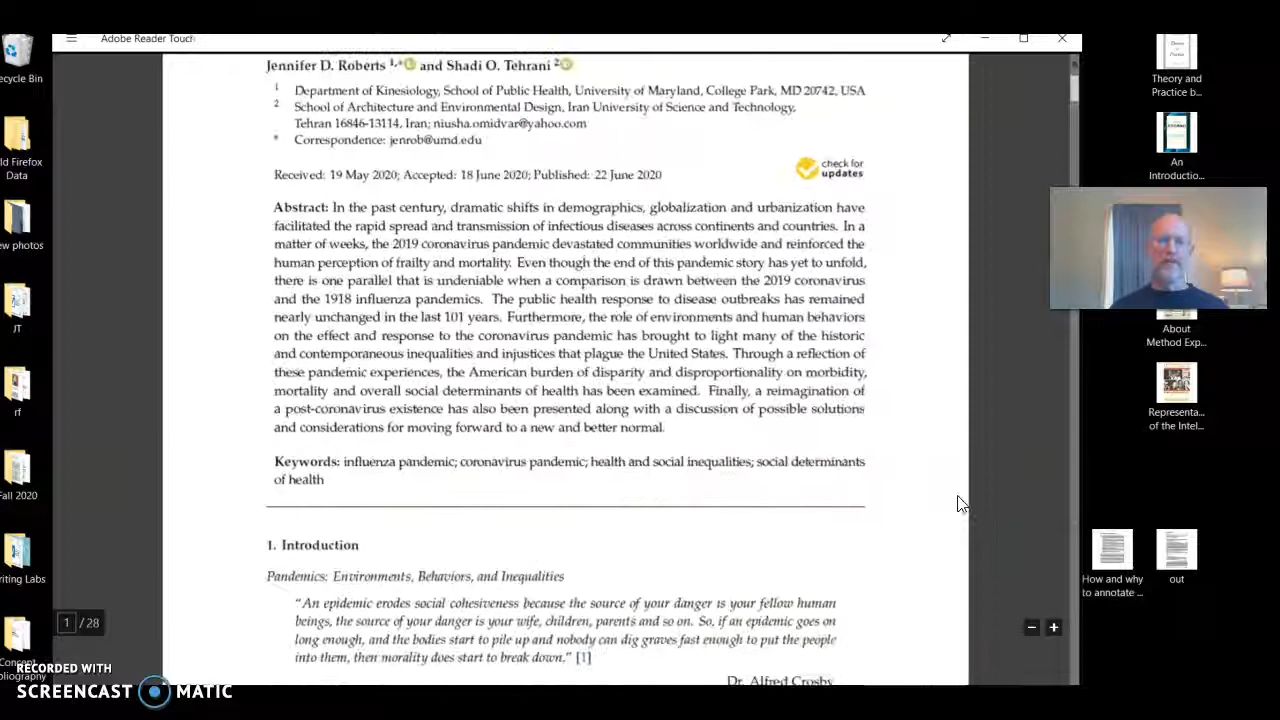 Adobe Reader Touch
Jennifer D. Roberts 1,* and Shadi O. Tehrani 2
1 Department of Kinesiology, School of Public Health, University of Maryland, College Park, MD 20742, USA
2 School of Architecture and Environmental Design, Iran University of Science and Technology,
Tehran 16846-13114, Iran; niusha.omidvar@yahoo.com
* Correspondence: jenrob@umd.edu
check for
updates
Received: 19 May 2020; Accepted: 18 June 2020; Published: 22 June 2020
Abstract: In the past century, dramatic shifts in demographics, globalization and urbanization have
facilitated the rapid spread and transmission of infectious diseases across continents and countries. In a
matter of weeks, the 2019 coronavirus pandemic devastated communities worldwide and reinforced the
human perception of frailty and mortality. Even though the end of this pandemic story has yet to unfold,
there is one parallel that is undeniable when a comparison is drawn between the 2019 coronavirus
and the 1918 influenza pandemics. The public health response to disease outbreaks has remained
nearly unchanged in the last 101 years. Furthermore, the role of environments and human behaviors
on the effect and response to the coronavirus pandemic has brought to light many of the historic
and contemporaneous inequalities and injustices that plague the United States. Through a reflection of
these pandemic experiences, the American burden of disparity and disproportionality on morbidity,
mortality and overall social determinants of health has been examined. Finally, a reimagination of
a post-coronavirus existence has also been presented along with a discussion of possible solutions
and considerations for moving forward to a new and better normal.
Keywords: influenza pandemic; coronavirus pandemic; health and social inequalities; social determinants
of health
1. Introduction
Pandemics: Environments, Behaviors, and Inequalities
"An epidemic erodes social cohesiveness because the source of your danger is your fellow human
beings, the source of your danger is your wife, children, parents and so on. So, if an epidemic goes on
long enough, and the bodies start to pile up and nobody can dig graves fast enough to put the people
into them, then morality does start to break down." [1]
Dr. Alfred Crosby
1 / 28
ecycle Bin
ld Firefox
Data
ew photos
JT
rf
Fall 2020
riting Labs
Concept
bliography
Theory and
Practice b...
An
Introductio...
About
Method Exp...
Representa...
of the Intel...
How and why
to annotate ...
out
RECORDED WITH
SCREENCAST MATIC